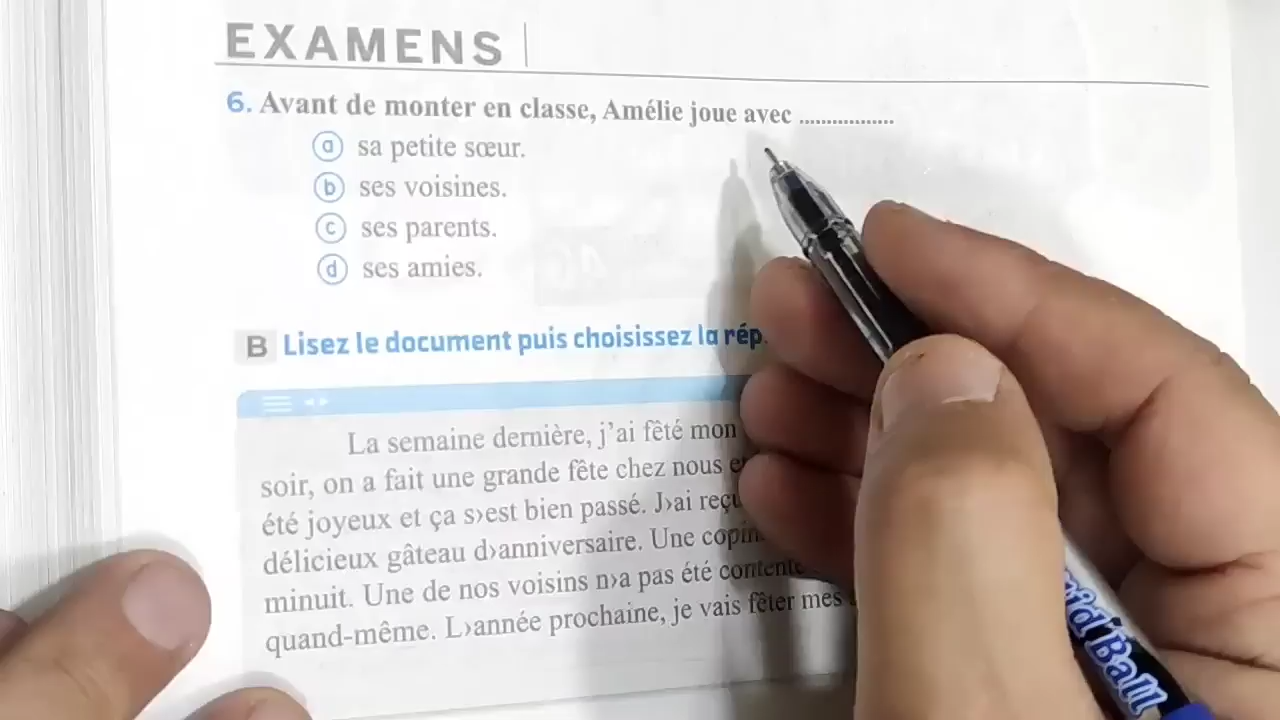 EXAMENS
6. Avant de monter en classe, Amélie joue avec .................
a sa petite sœur.
b ses voisines.
c ses parents.
d ses amies.
B Lisez le document puis choisissez la
La semaine dernière, j'ai fêté mon
soir, on a fait une grande fête chez nous
été joyeux et ça s›est bien passé. J›ai reçu
délicieux gâteau d›anniversaire. Une
minuit. Une de nos voisins n›a pas été contente
quand-même. L›année prochaine, je vais fêter mes
Ball